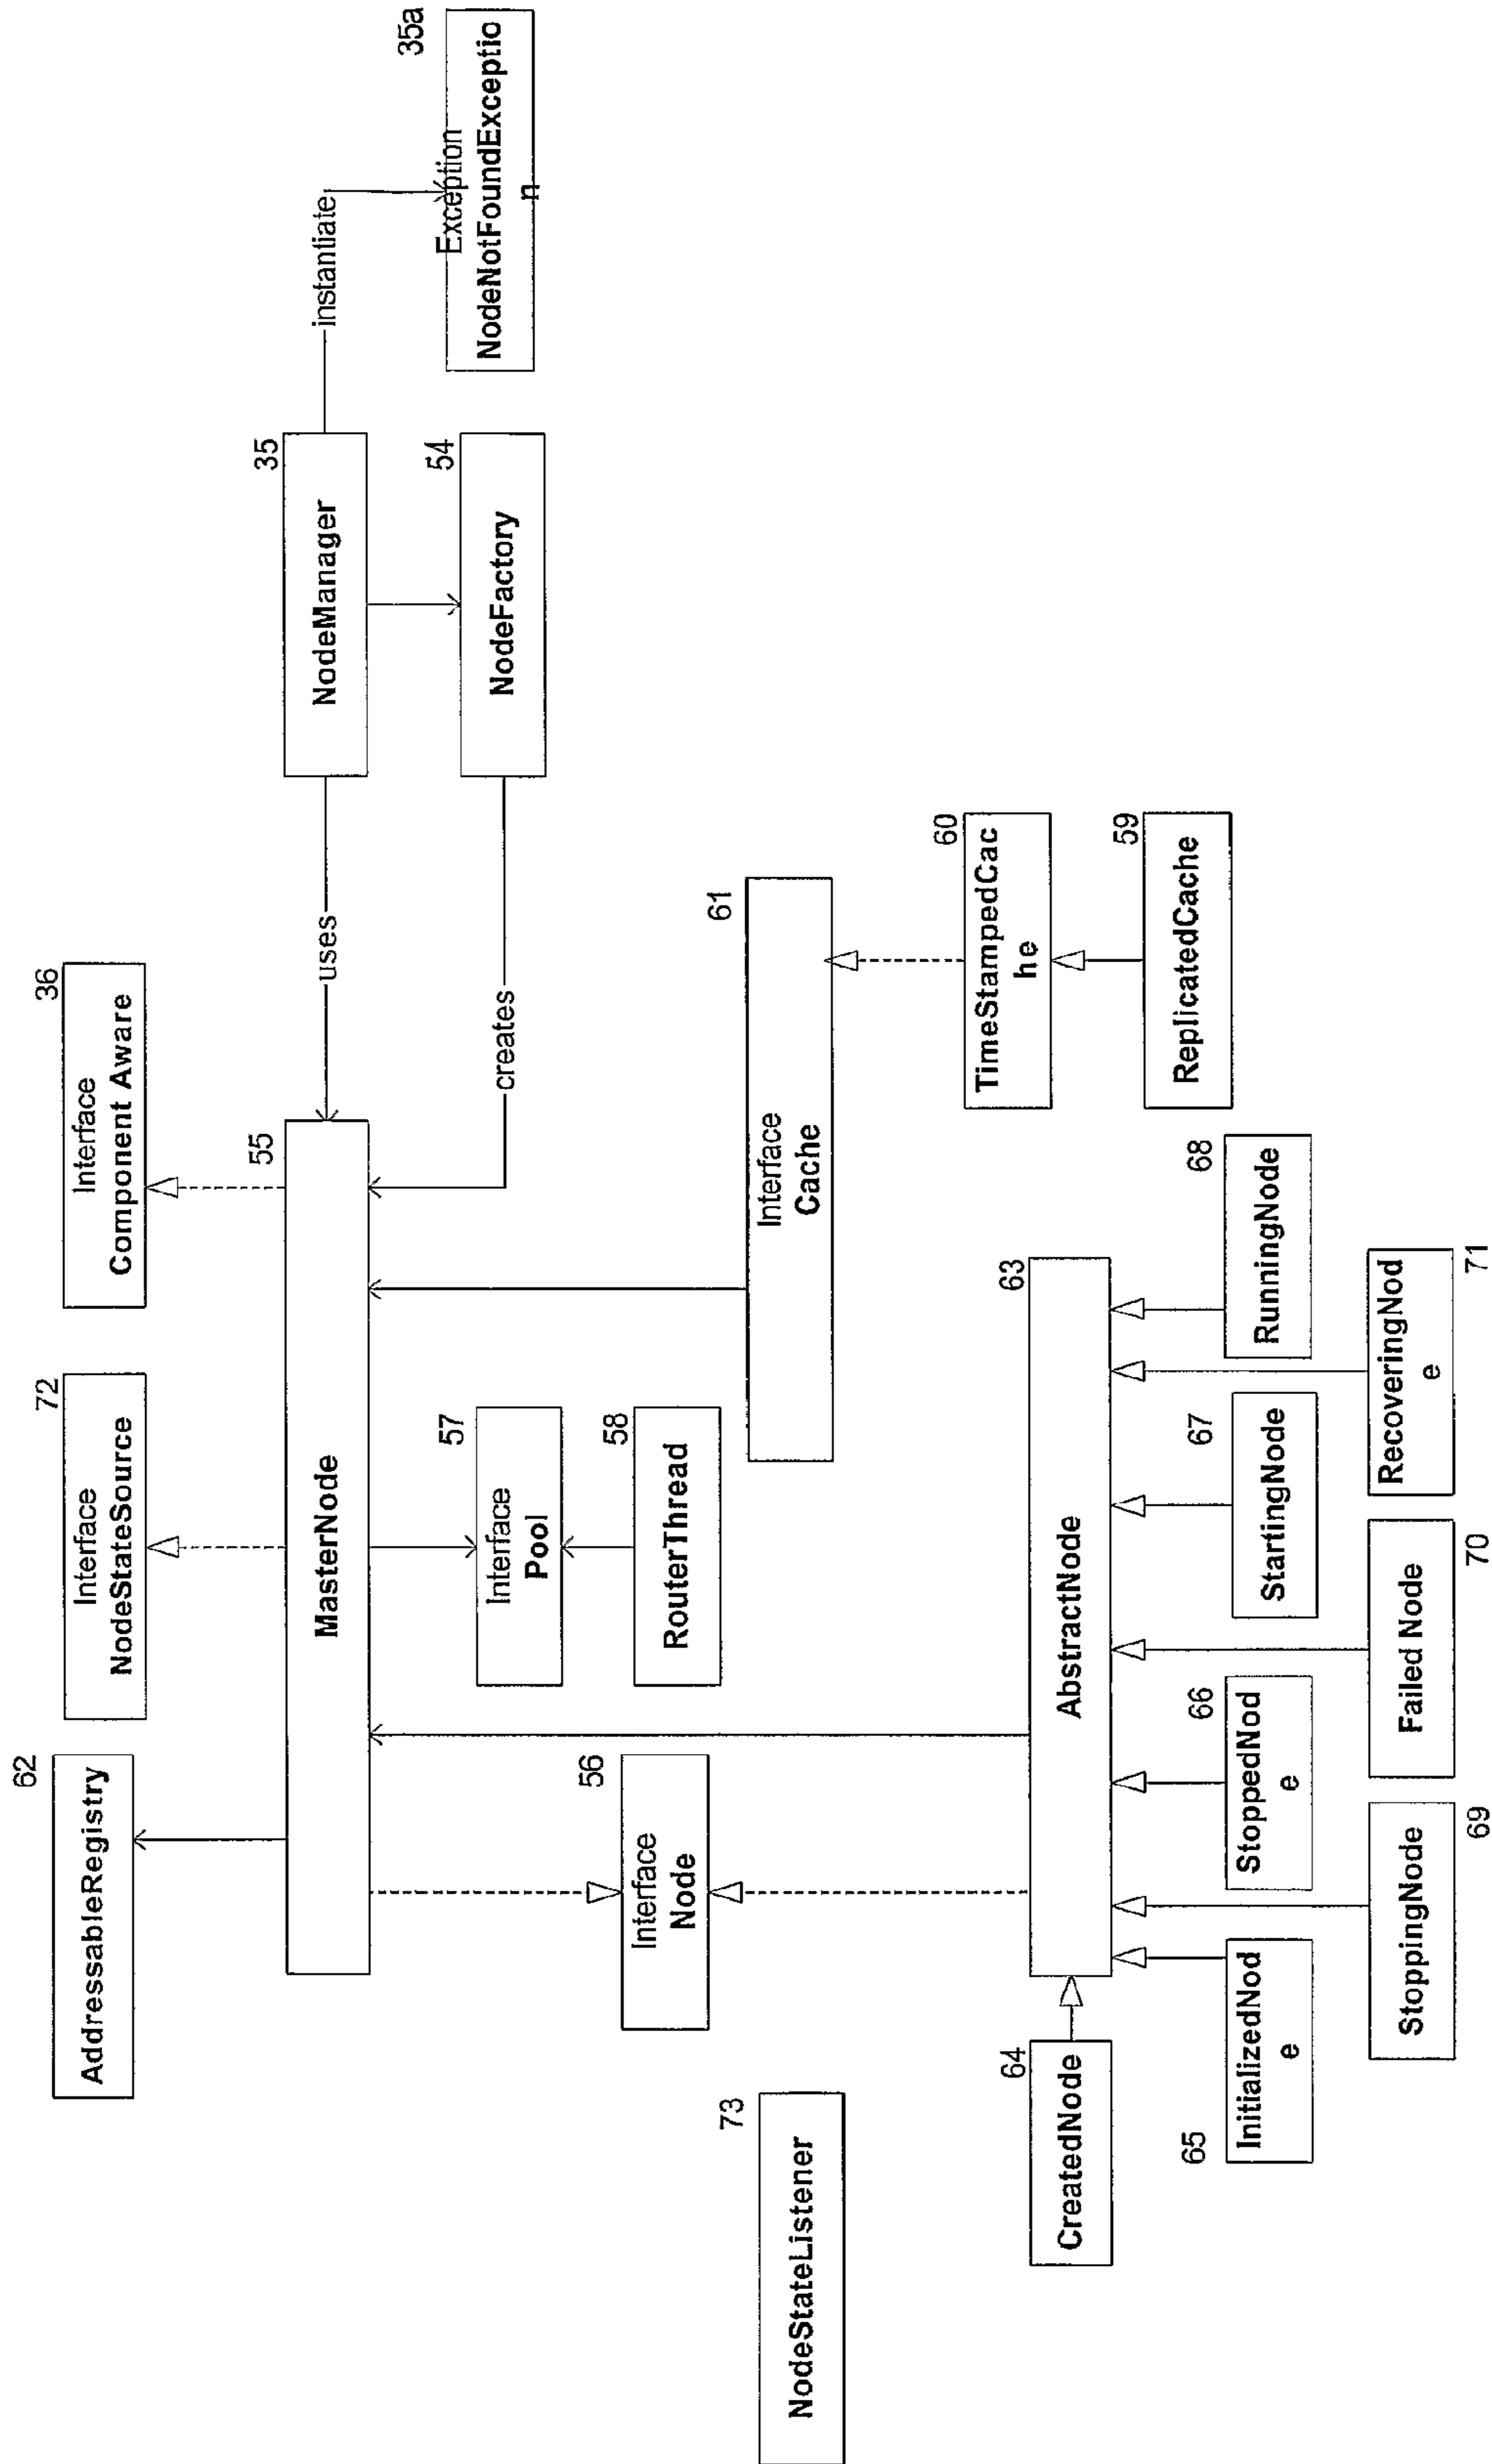 62
AddressableRegistry
72
Interface
NodeStateSource
36
Interface
Component Aware
35a
Exception
NodeNotFoundExceptio
n
instantiate
35
NodeManager
uses
55
MasterNode
54
NodeFactory
creates
57
Interface
Pool
58
RouterThread
56
Interface
Node
73
NodeStateListener
61
Interface
Cache
60
TimeStampedCac
he
59
ReplicatedCache
63
AbstractNode
64
CreatedNode
65
InitializedNod
e
66
StoppedNod
e
67
StartingNode
68
RunningNode
69
StoppingNode
70
Failed Node
71
RecoveringNod
e